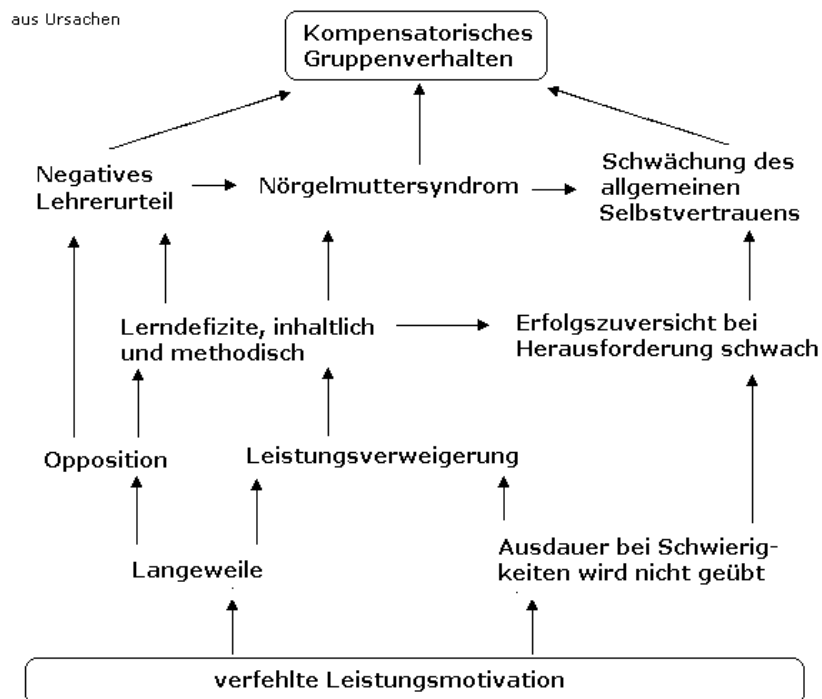 aus Ursachen
Kompensatorisches
Gruppenverhalten
Negatives
Lehrerurteil
Nörgelmuttersyndrom
Schwächung des
allgemeinen
Selbstvertrauens
Lerndefizite, inhaltlich
und methodisch
Erfolgszuversicht bei
Herausforderung schwach
Opposition
Leistungsverweigerung
Langeweile
Ausdauer bei Schwierig-
keiten wird nicht geübt
verfehlte Leistungsmotivation